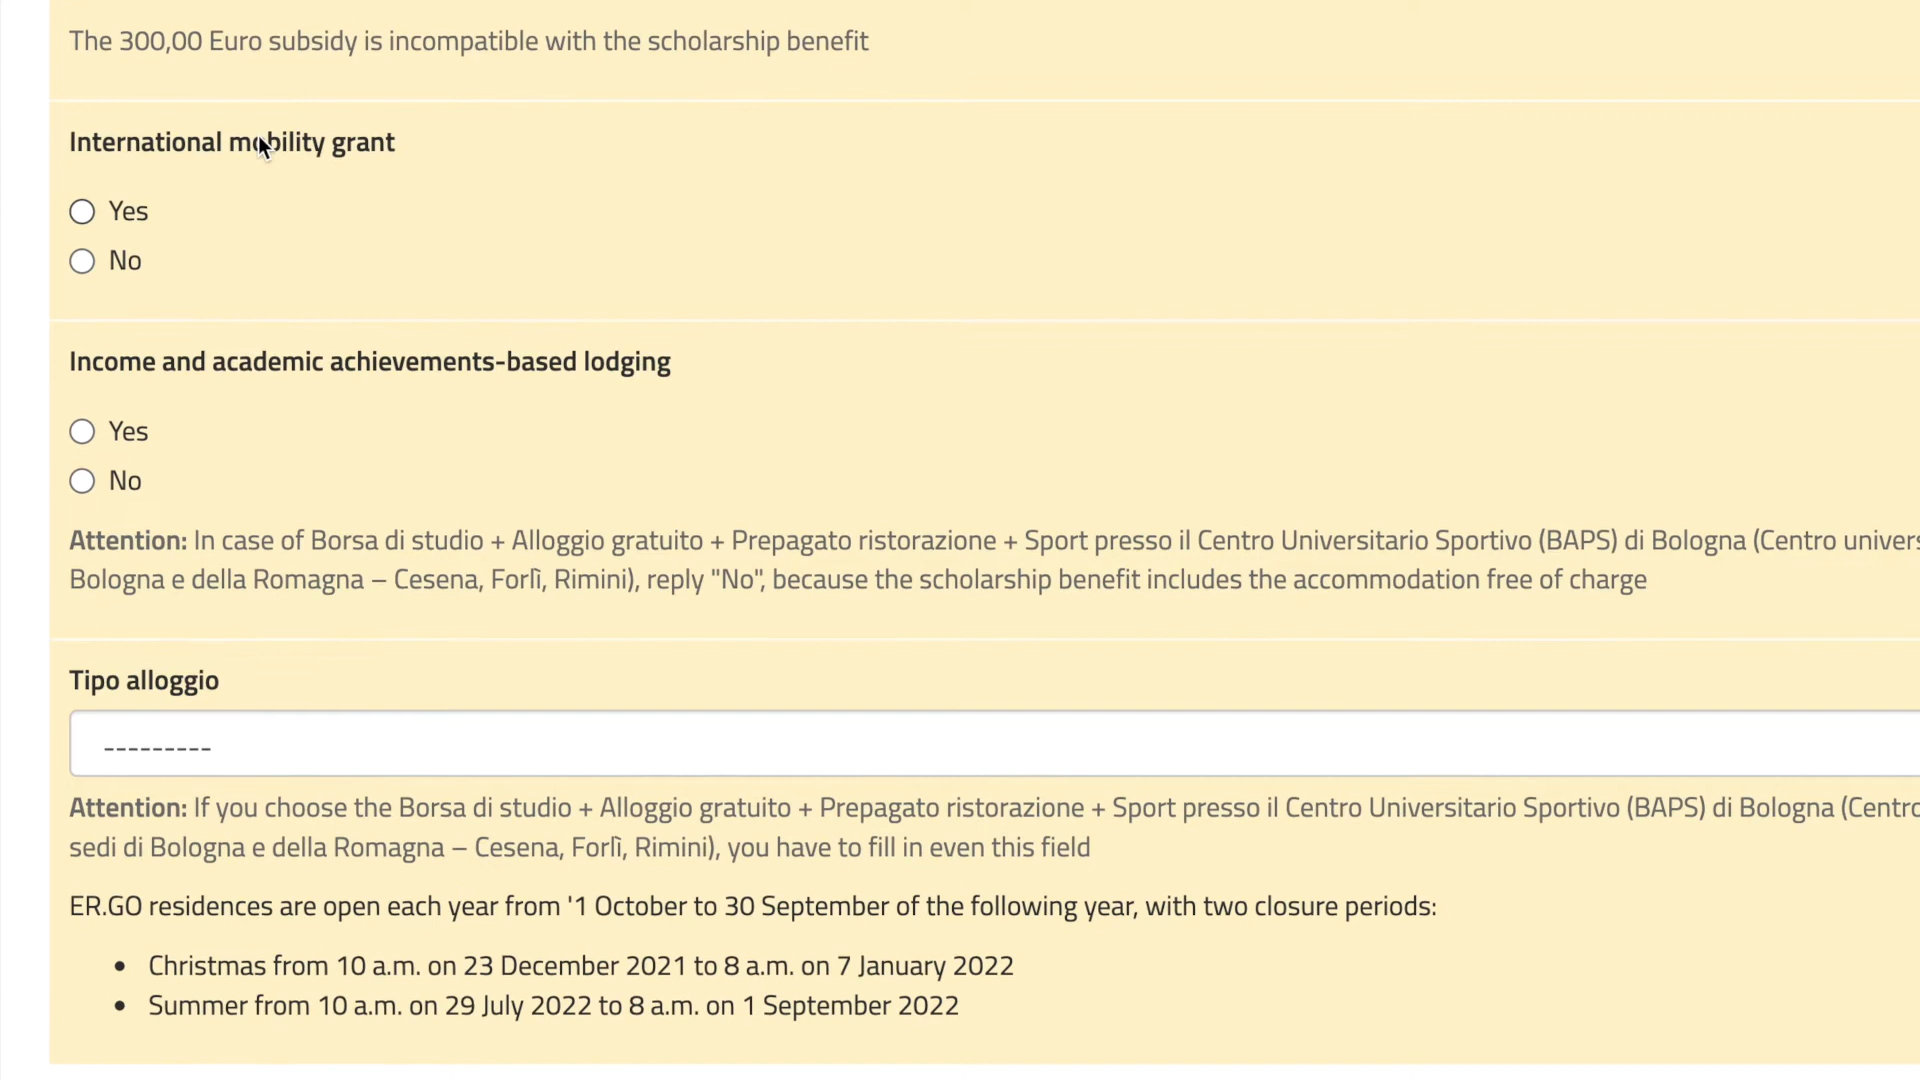 The 300,00 Euro subsidy is incompatible with the scholarship benefit
International mobility grant
Yes
No
Income and academic achievements-based lodging
Yes
No
Attention: In case of Borsa di studio + Alloggio gratuito + Prepagato ristorazione + Sport presso il Centro Universitario Sportivo (BAPS) di Bologna (Centro univers
Bologna e della Romagna – Cesena, Forlì, Rimini), reply "No", because the scholarship benefit includes the accommodation free of charge
Tipo alloggio
---------
Attention: If you choose the Borsa di studio + Alloggio gratuito + Prepagato ristorazione + Sport presso il Centro Universitario Sportivo (BAPS) di Bologna (Centro
sedi di Bologna e della Romagna – Cesena, Forlì, Rimini), you have to fill in even this field
ER.GO residences are open each year from '1 October to 30 September of the following year, with two closure periods:
• Christmas from 10 a.m. on 23 December 2021 to 8 a.m. on 7 January 2022
• Summer from 10 a.m. on 29 July 2022 to 8 a.m. on 1 September 2022